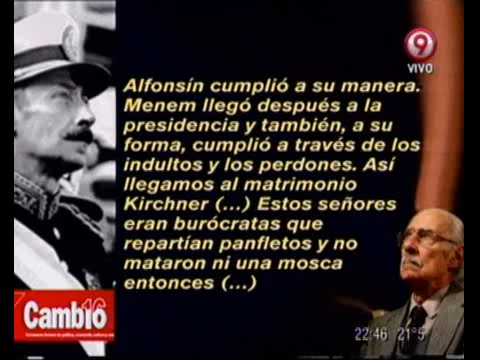 9
VIVO
Alfonsín cumplió a su manera.
Menem llegó después a la
presidencia y también, a su
forma, cumplió a través de los
indultos y los perdones. Así
llegamos al matrimonio
Kirchner (...) Estos señores
eran burócratas que
repartían panfletos y no
mataron ni una mosca
entonces (...)
Cambio16
22:46 21°5